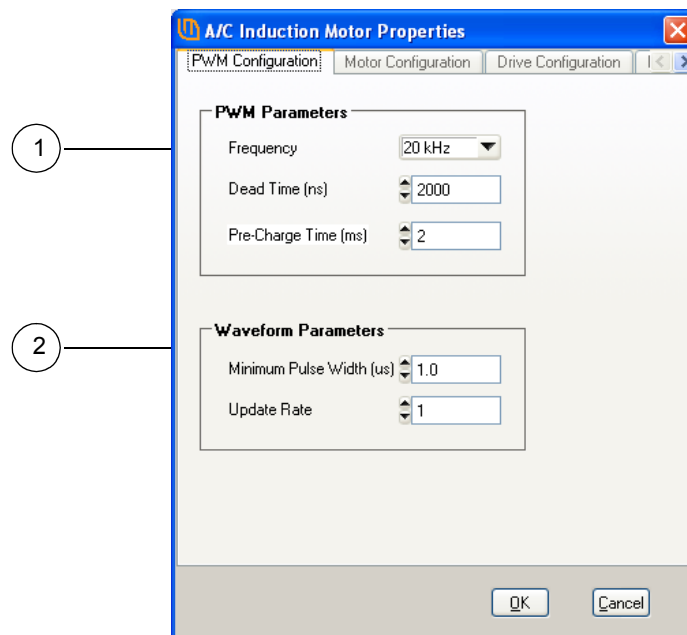 A/C Induction Motor Properties
PWM Configuration Motor Configuration Drive Configuration
PWM Parameters
1
Frequency 20 kHz
Dead Time (ns) 2000
Pre-Charge Time (ms) 2
Waveform Parameters
2
Minimum Pulse Width (us) 1.0
Update Rate 1
OK Cancel